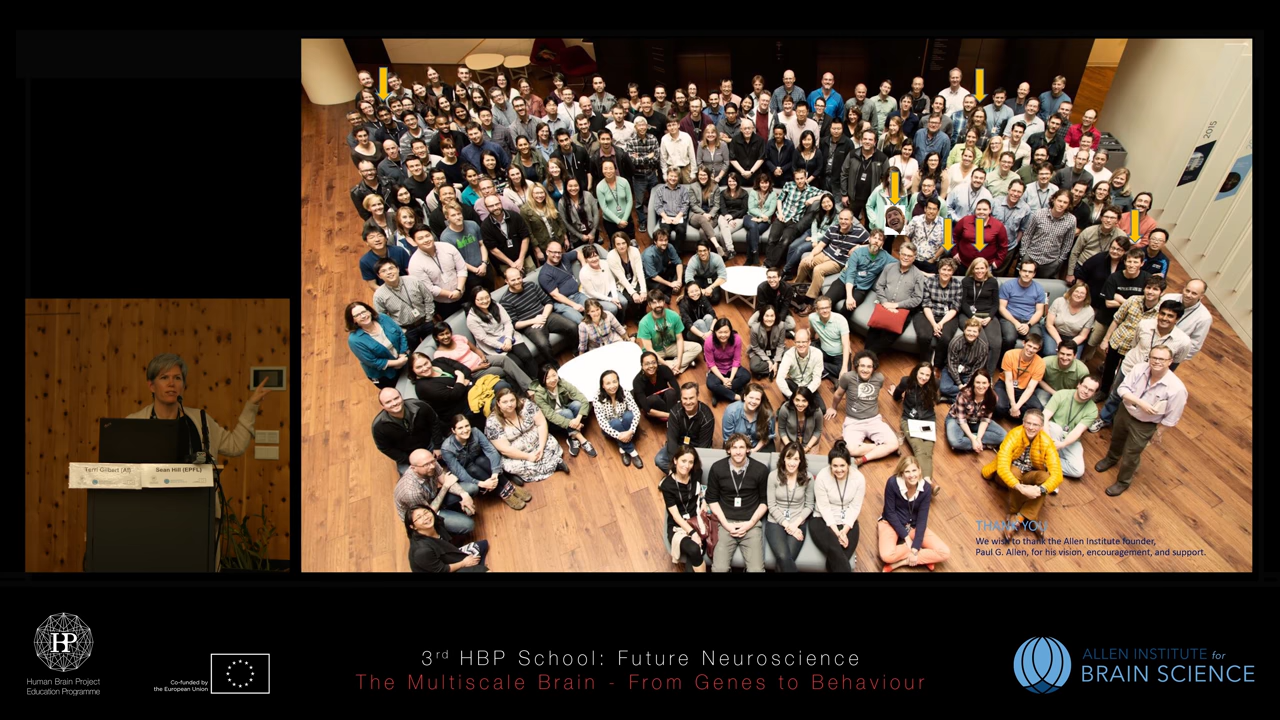 2015
Terri Gilbert (AI)
Sean Hill (EPFL)
THANK YOU
We wish to thank the Allen Institute founder,
Paul G. Allen, for his vision, encouragement, and support.
HP
Human Brain Project
Education Programme
Co-funded by
the European Union
3rd HBP School: Future Neuroscience
The Multiscale Brain - From Genes to Behaviour
ALLEN INSTITUTE for
BRAIN SCIENCE